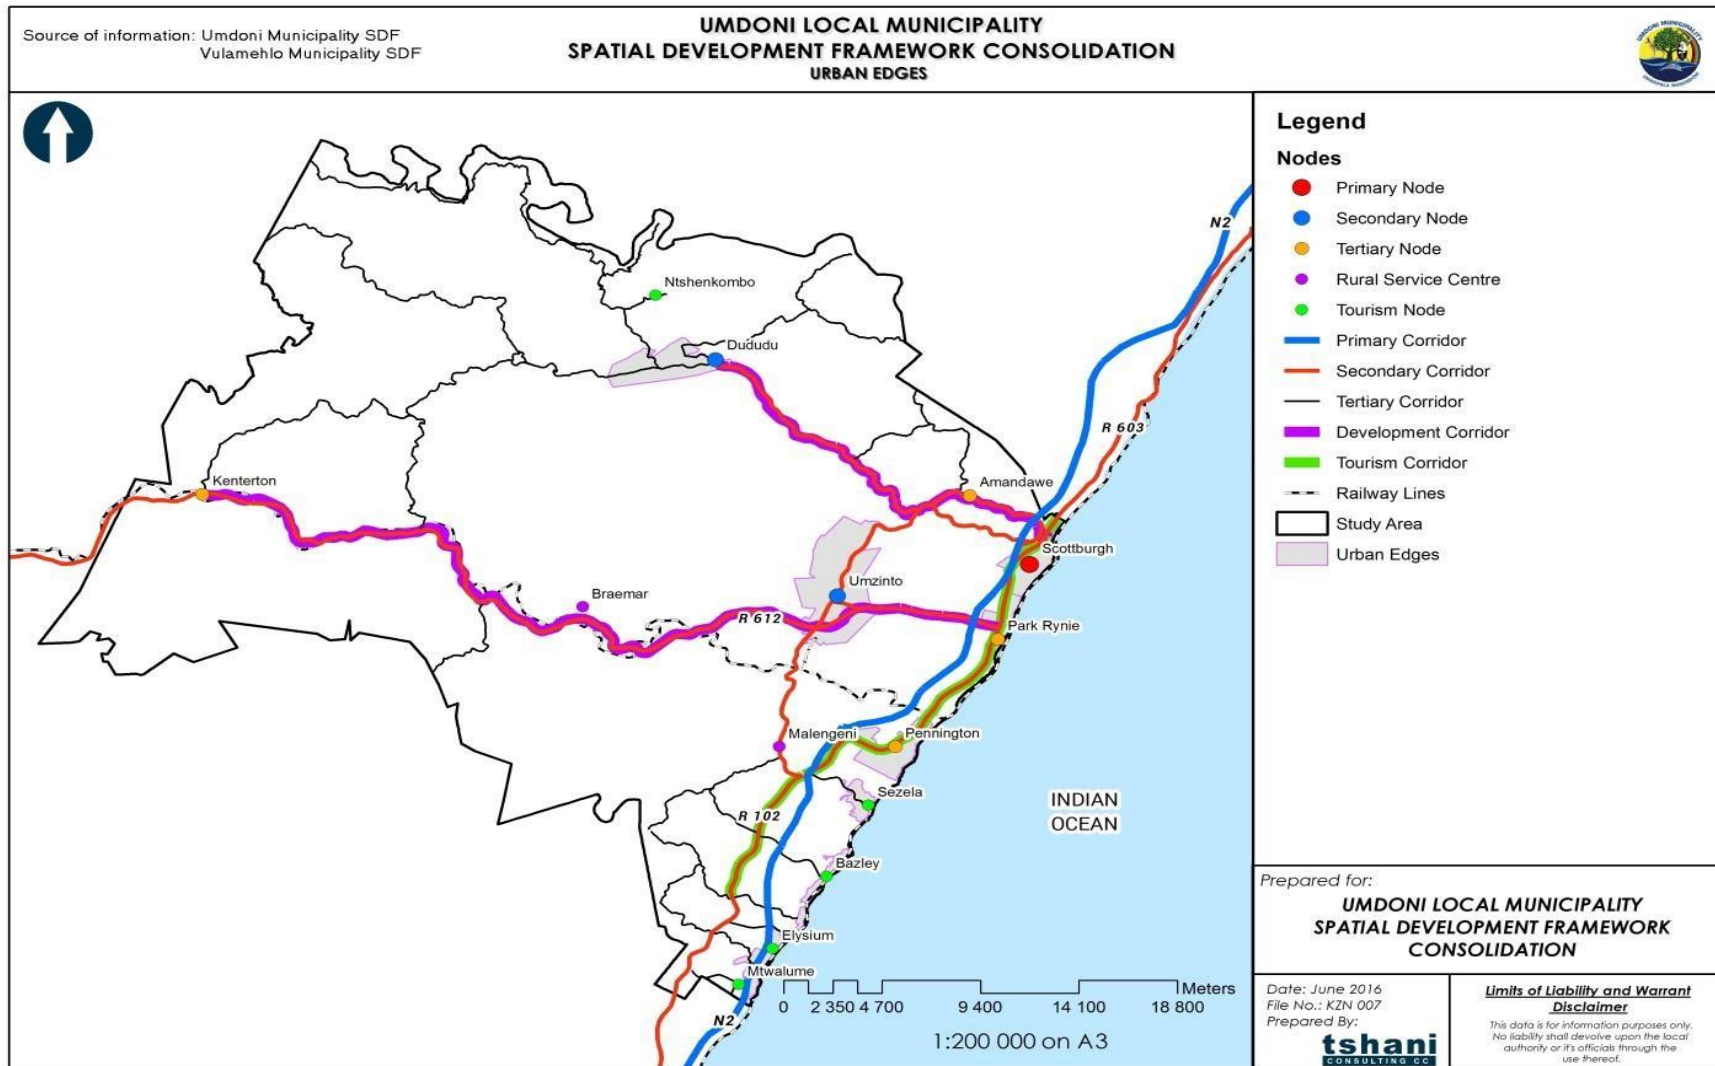 Source of information: Umdoni Municipality SDF
Vulamehlo Municipality SDF
UMDONI LOCAL MUNICIPALITY
SPATIAL DEVELOPMENT FRAMEWORK CONSOLIDATION
URBAN EDGES
UMDONI MUNICIPALITY
N2
Ntshenkombo
Dududu
R 603
Kenterton
Amandawe
Scottburgh
Umzinto
Braemar
R 612
Park Rynie
Malengeni
Pennington
Sezela
INDIAN
OCEAN
R 102
Bazley
Elysium
Mtwalume
N2
Meters
0 2 350 4 700 9 400 14 100 18 800
1:200 000 on A3
Legend
Nodes
Primary Node
Secondary Node
Tertiary Node
Rural Service Centre
Tourism Node
Primary Corridor
Secondary Corridor
Tertiary Corridor
Development Corridor
Tourism Corridor
Railway Lines
Study Area
Urban Edges
Prepared for:
UMDONI LOCAL MUNICIPALITY
SPATIAL DEVELOPMENT FRAMEWORK
CONSOLIDATION
Date: June 2016
File No.: KZN 007
Prepared By:
tshani
CONSULTING CC
Limits of Liability and Warrant
Disclaimer
This data is for information purposes only.
No liability shall devolve upon the local
authority or it's officials through the
use thereof.